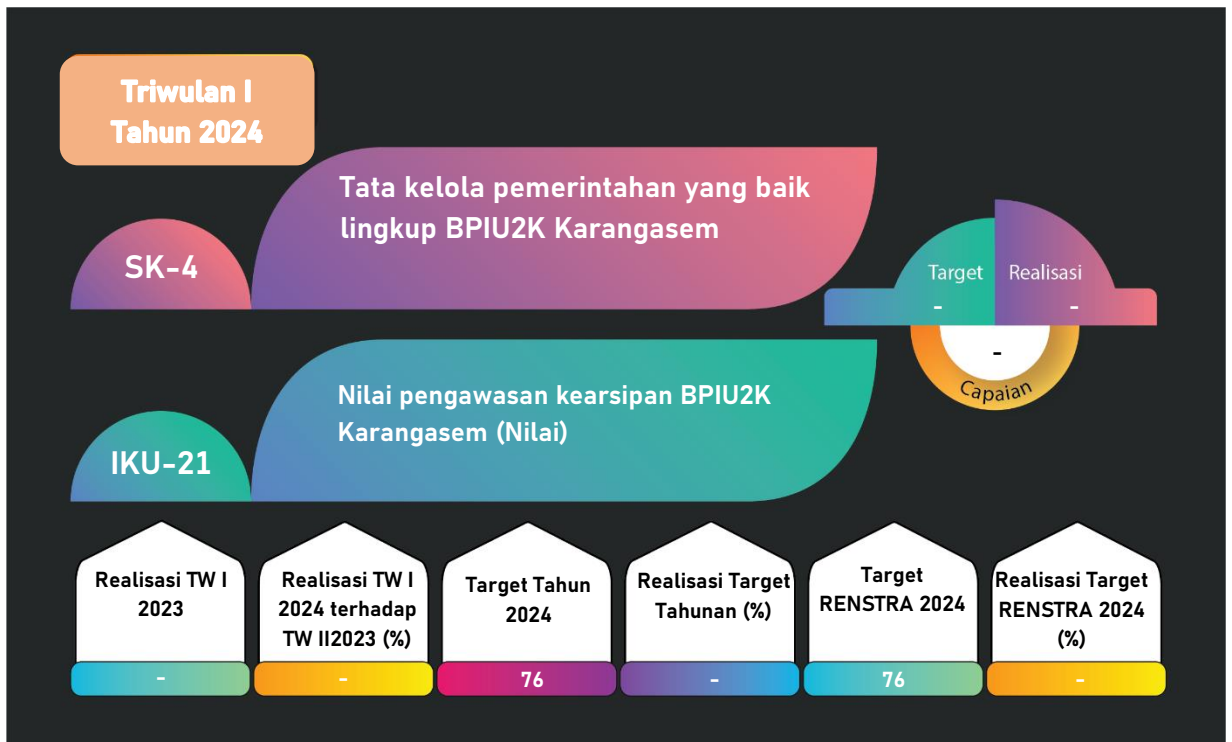 Triwulan I
Tahun 2024
Tata kelola pemerintahan yang baik
lingkup BPIU2K Karangasem
SK-4
Target
Realisasi
-
-
-
Capaian
Nilai pengawasan kearsipan BPIU2K
Karangasem (Nilai)
IKU-21
Realisasi TW I
2023
-
Realisasi TW I
2024 terhadap
TW II2023 (%)
-
Target Tahun
2024
76
Realisasi Target
Tahunan (%)
-
Target
RENSTRA 2024
76
Realisasi Target
RENSTRA 2024
(%)
-